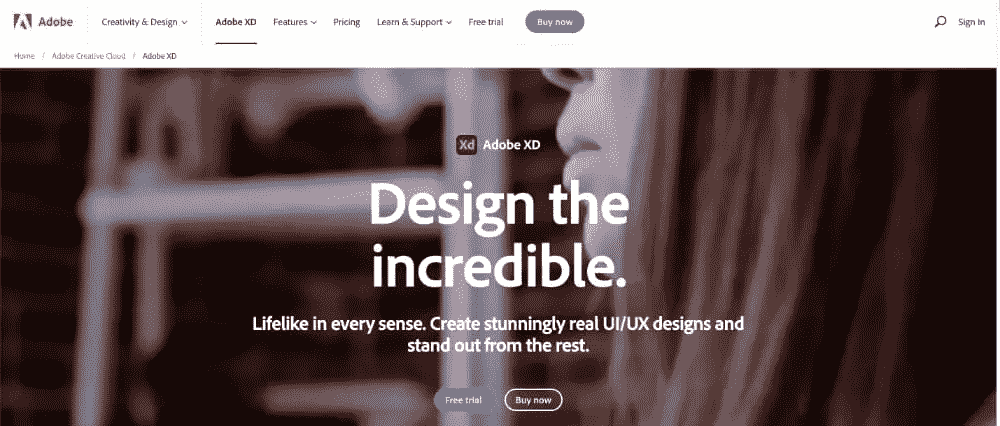 Adobe
Creativity & Design
Adobe XD
Features
Pricing
Learn & Support
Free trial
Buy now
Sign In
Home / Adobe Creative Cloud / Adobe XD
Xd Adobe XD
Design the
incredible.
Lifelike in every sense. Create stunningly real UI/UX designs and
stand out from the rest.
Free trial
Buy now